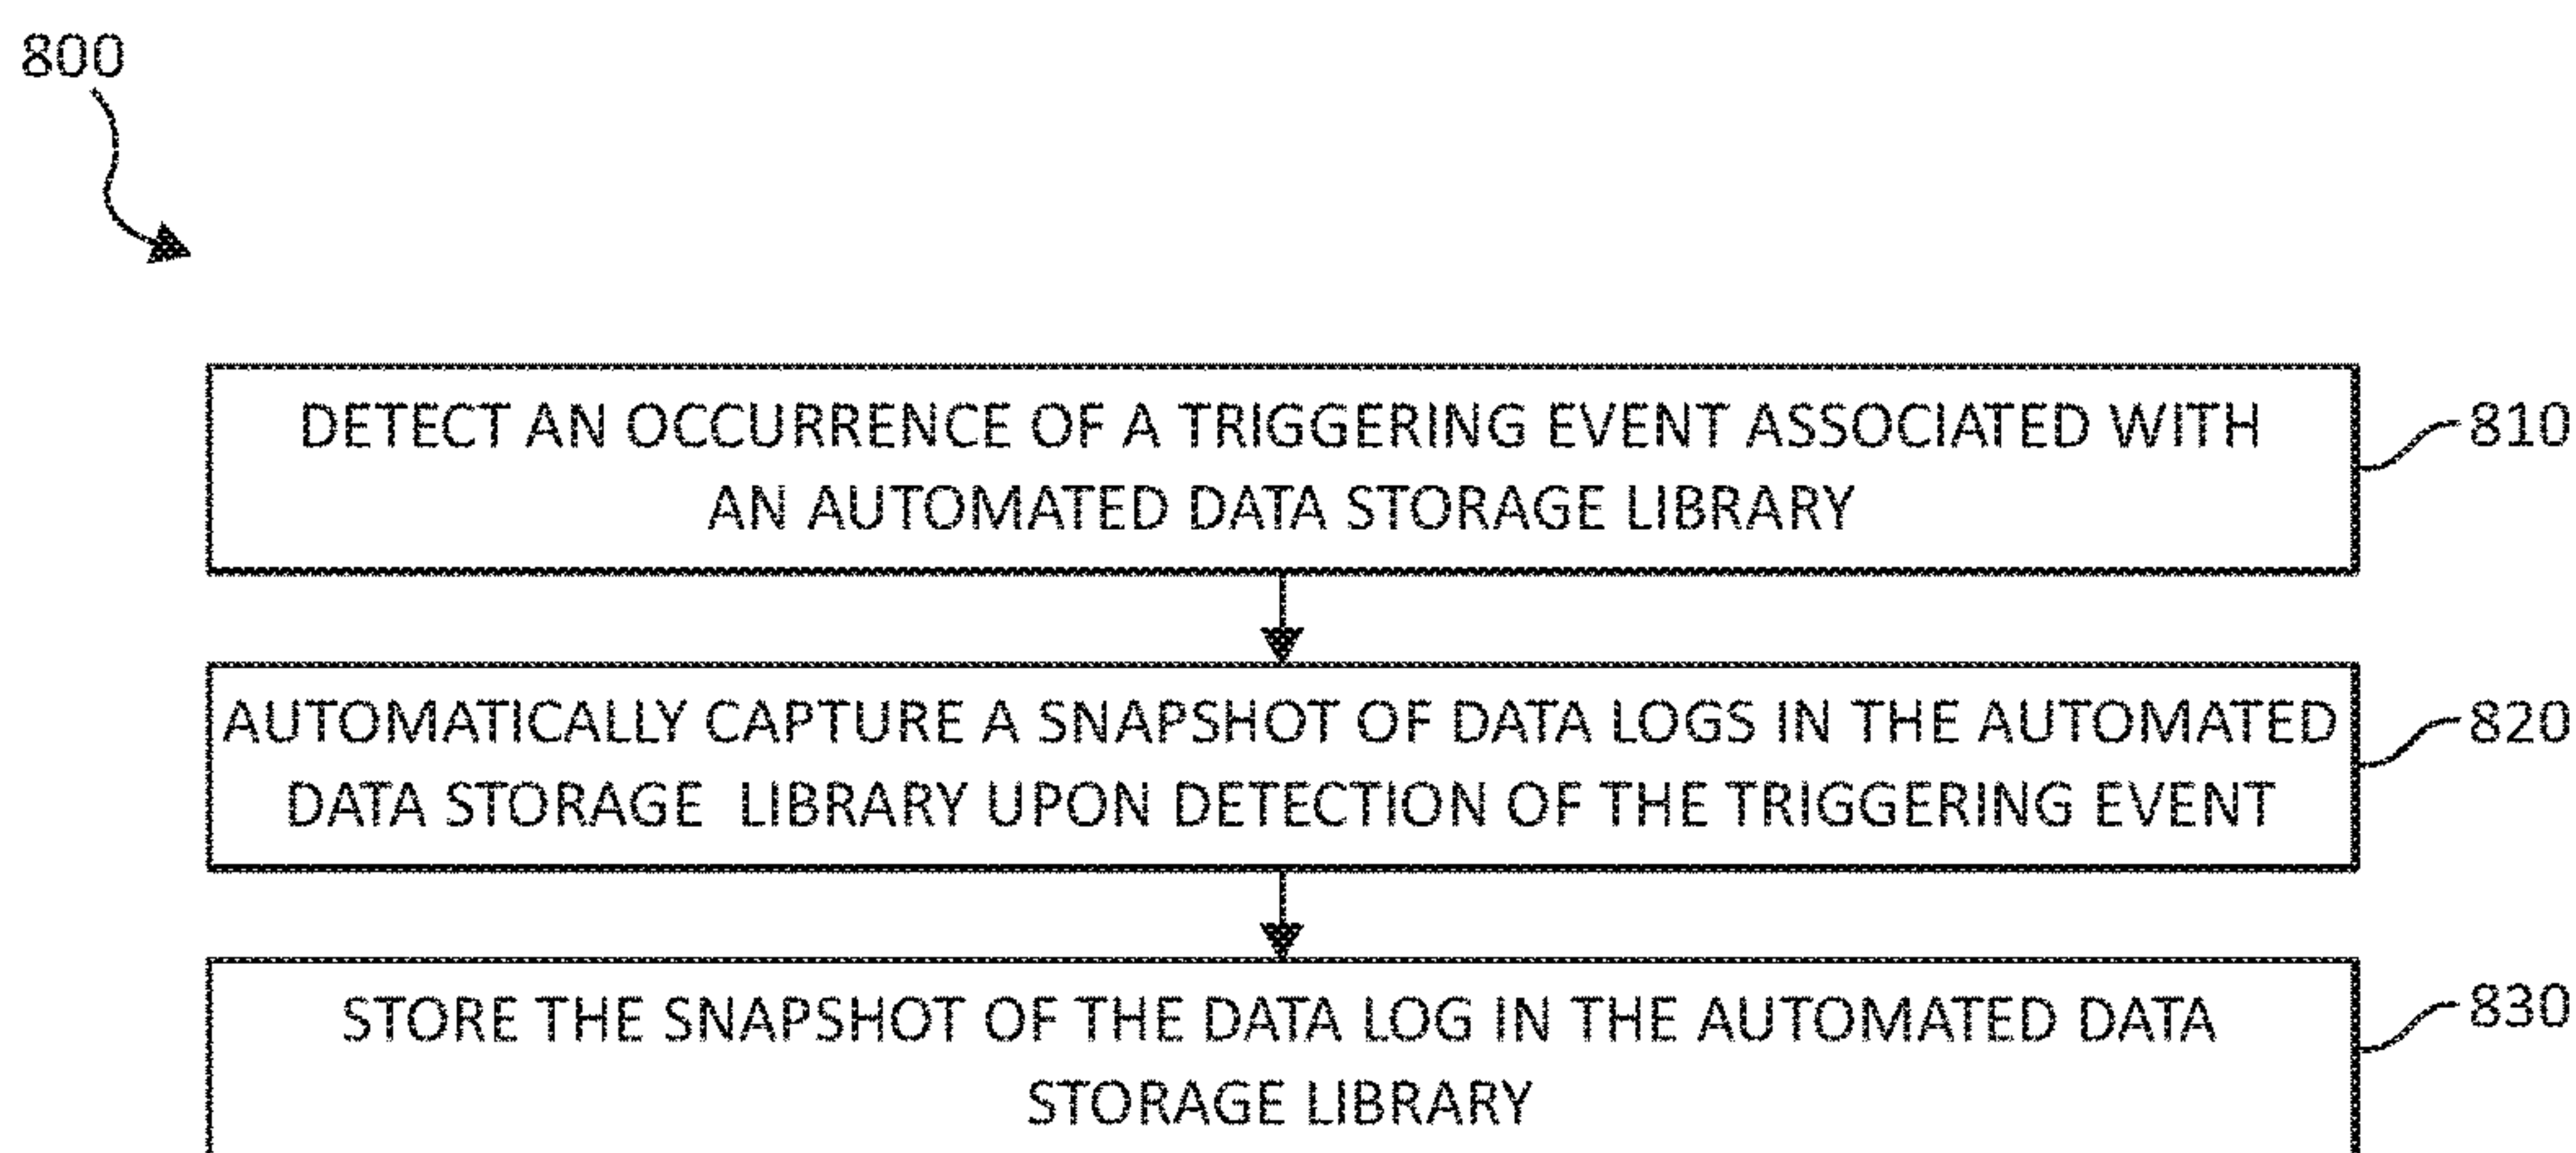 800
DETECT AN OCCURRENCE OF A TRIGGERING EVENT ASSOCIATED WITH
AN AUTOMATED DATA STORAGE LIBRARY
810
AUTOMATICALLY CAPTURE A SNAPSHOT OF DATA LOGS IN THE AUTOMATED
DATA STORAGE LIBRARY UPON DETECTION OF THE TRIGGERING EVENT
820
STORE THE SNAPSHOT OF THE DATA LOG IN THE AUTOMATED DATA
STORAGE LIBRARY
830